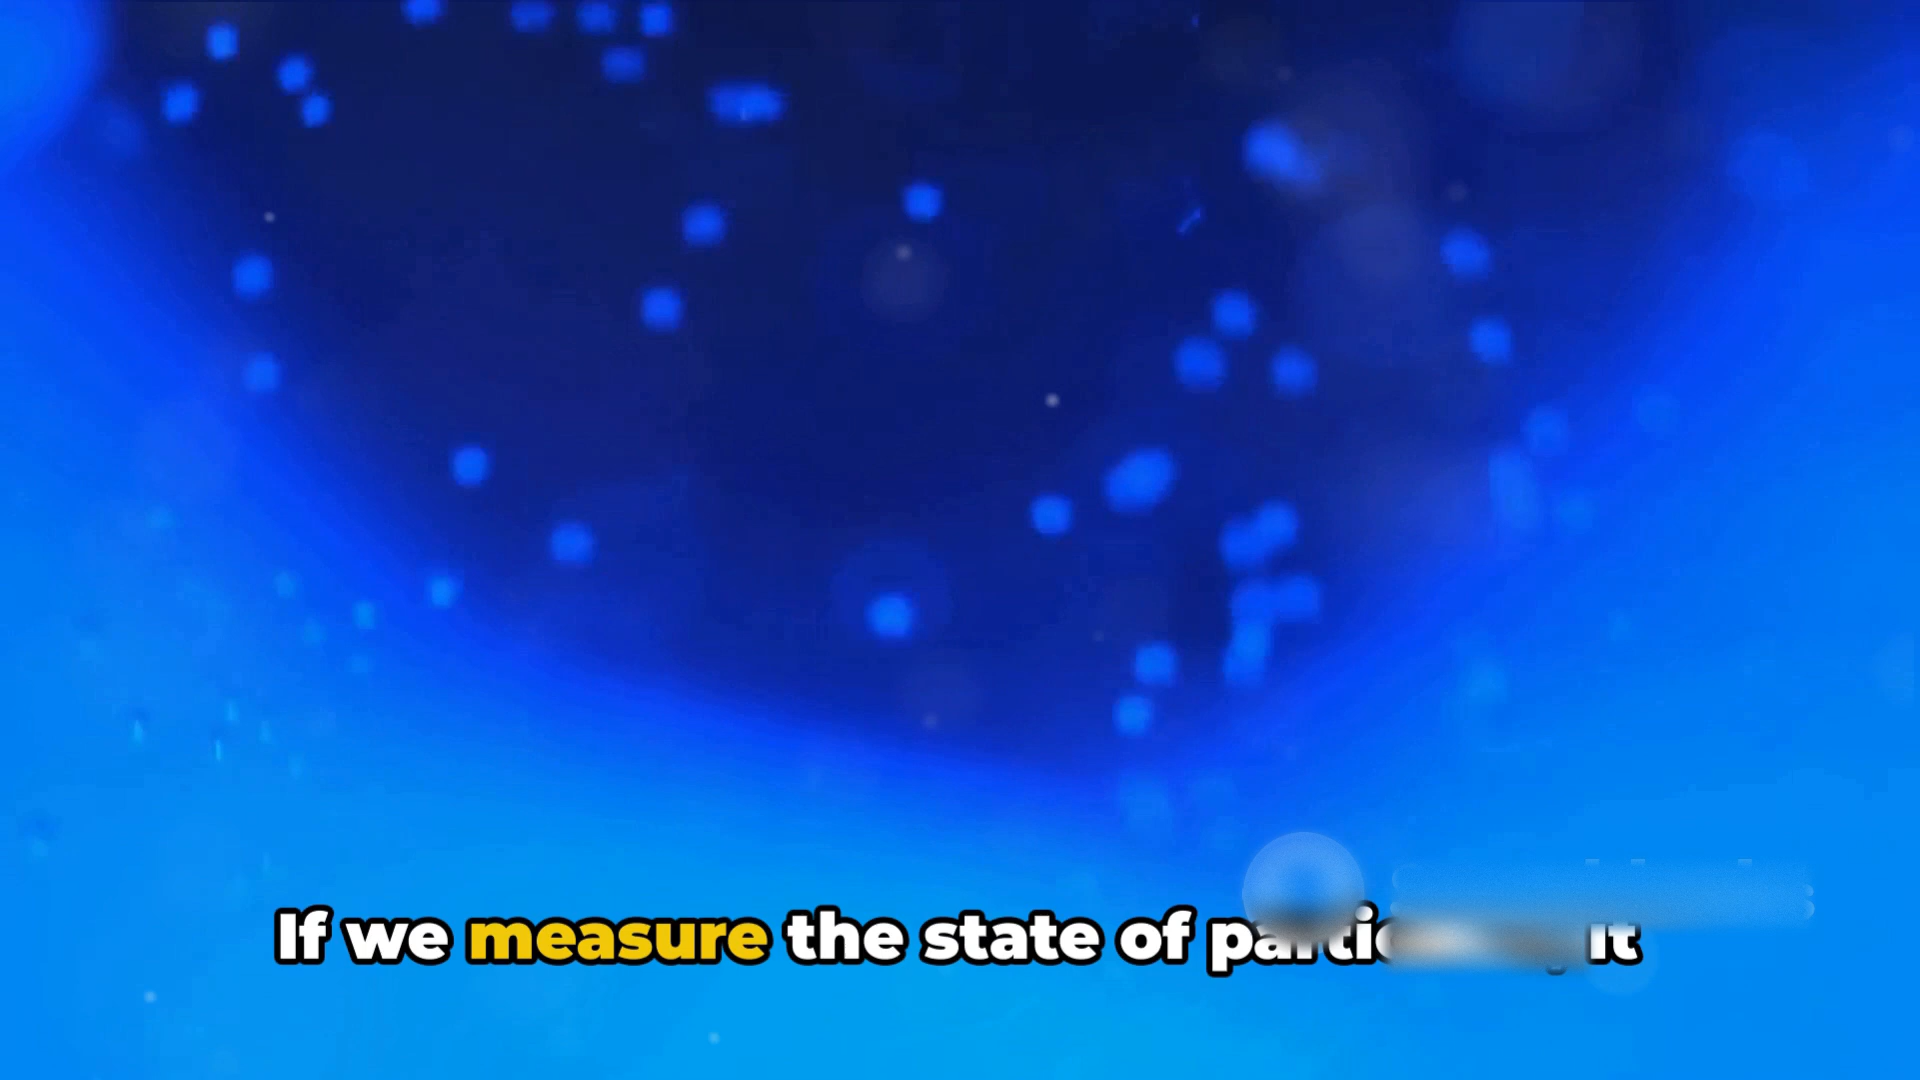 If we measure the state of it